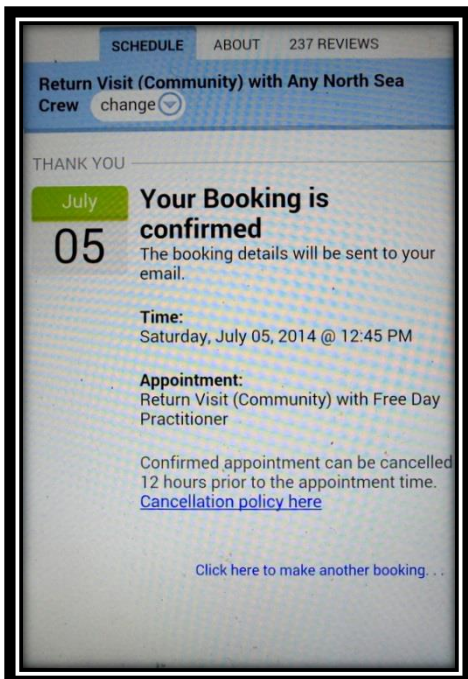 SCHEDULE ABOUT 237 REVIEWS
Return Visit (Community) with Any North Sea
Crew change
THANK YOU
July
05
Your Booking is
confirmed
The booking details will be sent to your
email.
Time:
Saturday, July 05, 2014 @ 12:45 PM
Appointment:
Return Visit (Community) with Free Day
Practitioner
Confirmed appointment can be cancelled
12 hours prior to the appointment time.
Cancellation policy here
Click here to make another booking. . .